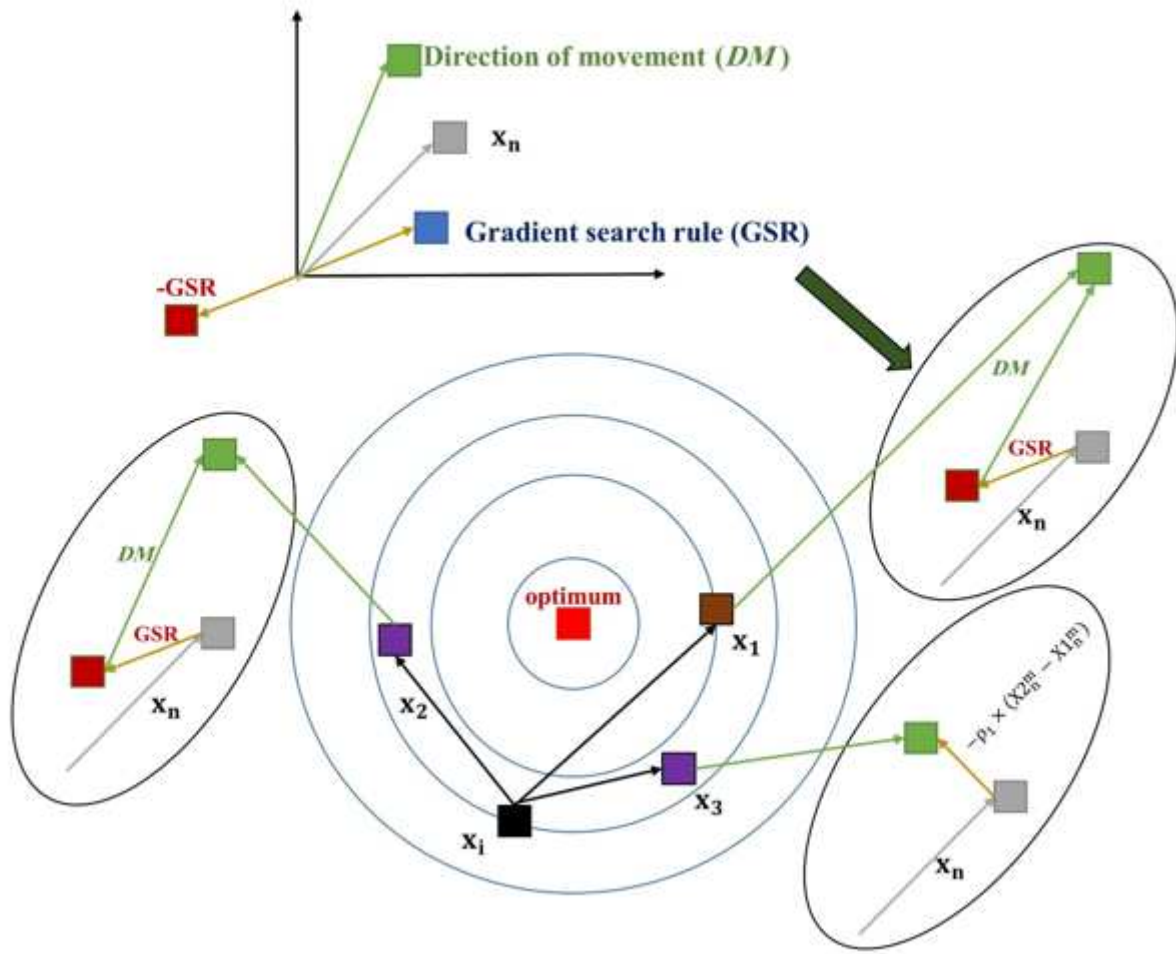 Direction of movement (DM)
xₙ
Gradient search rule (GSR)
-GSR
DM
GSR
xₙ
DM
GSR
xₙ
optimum
x₁
x₂
x₃
xᵢ
−ρ₁ × (X2ₙᵐ − X1ₙᵐ)
xₙ